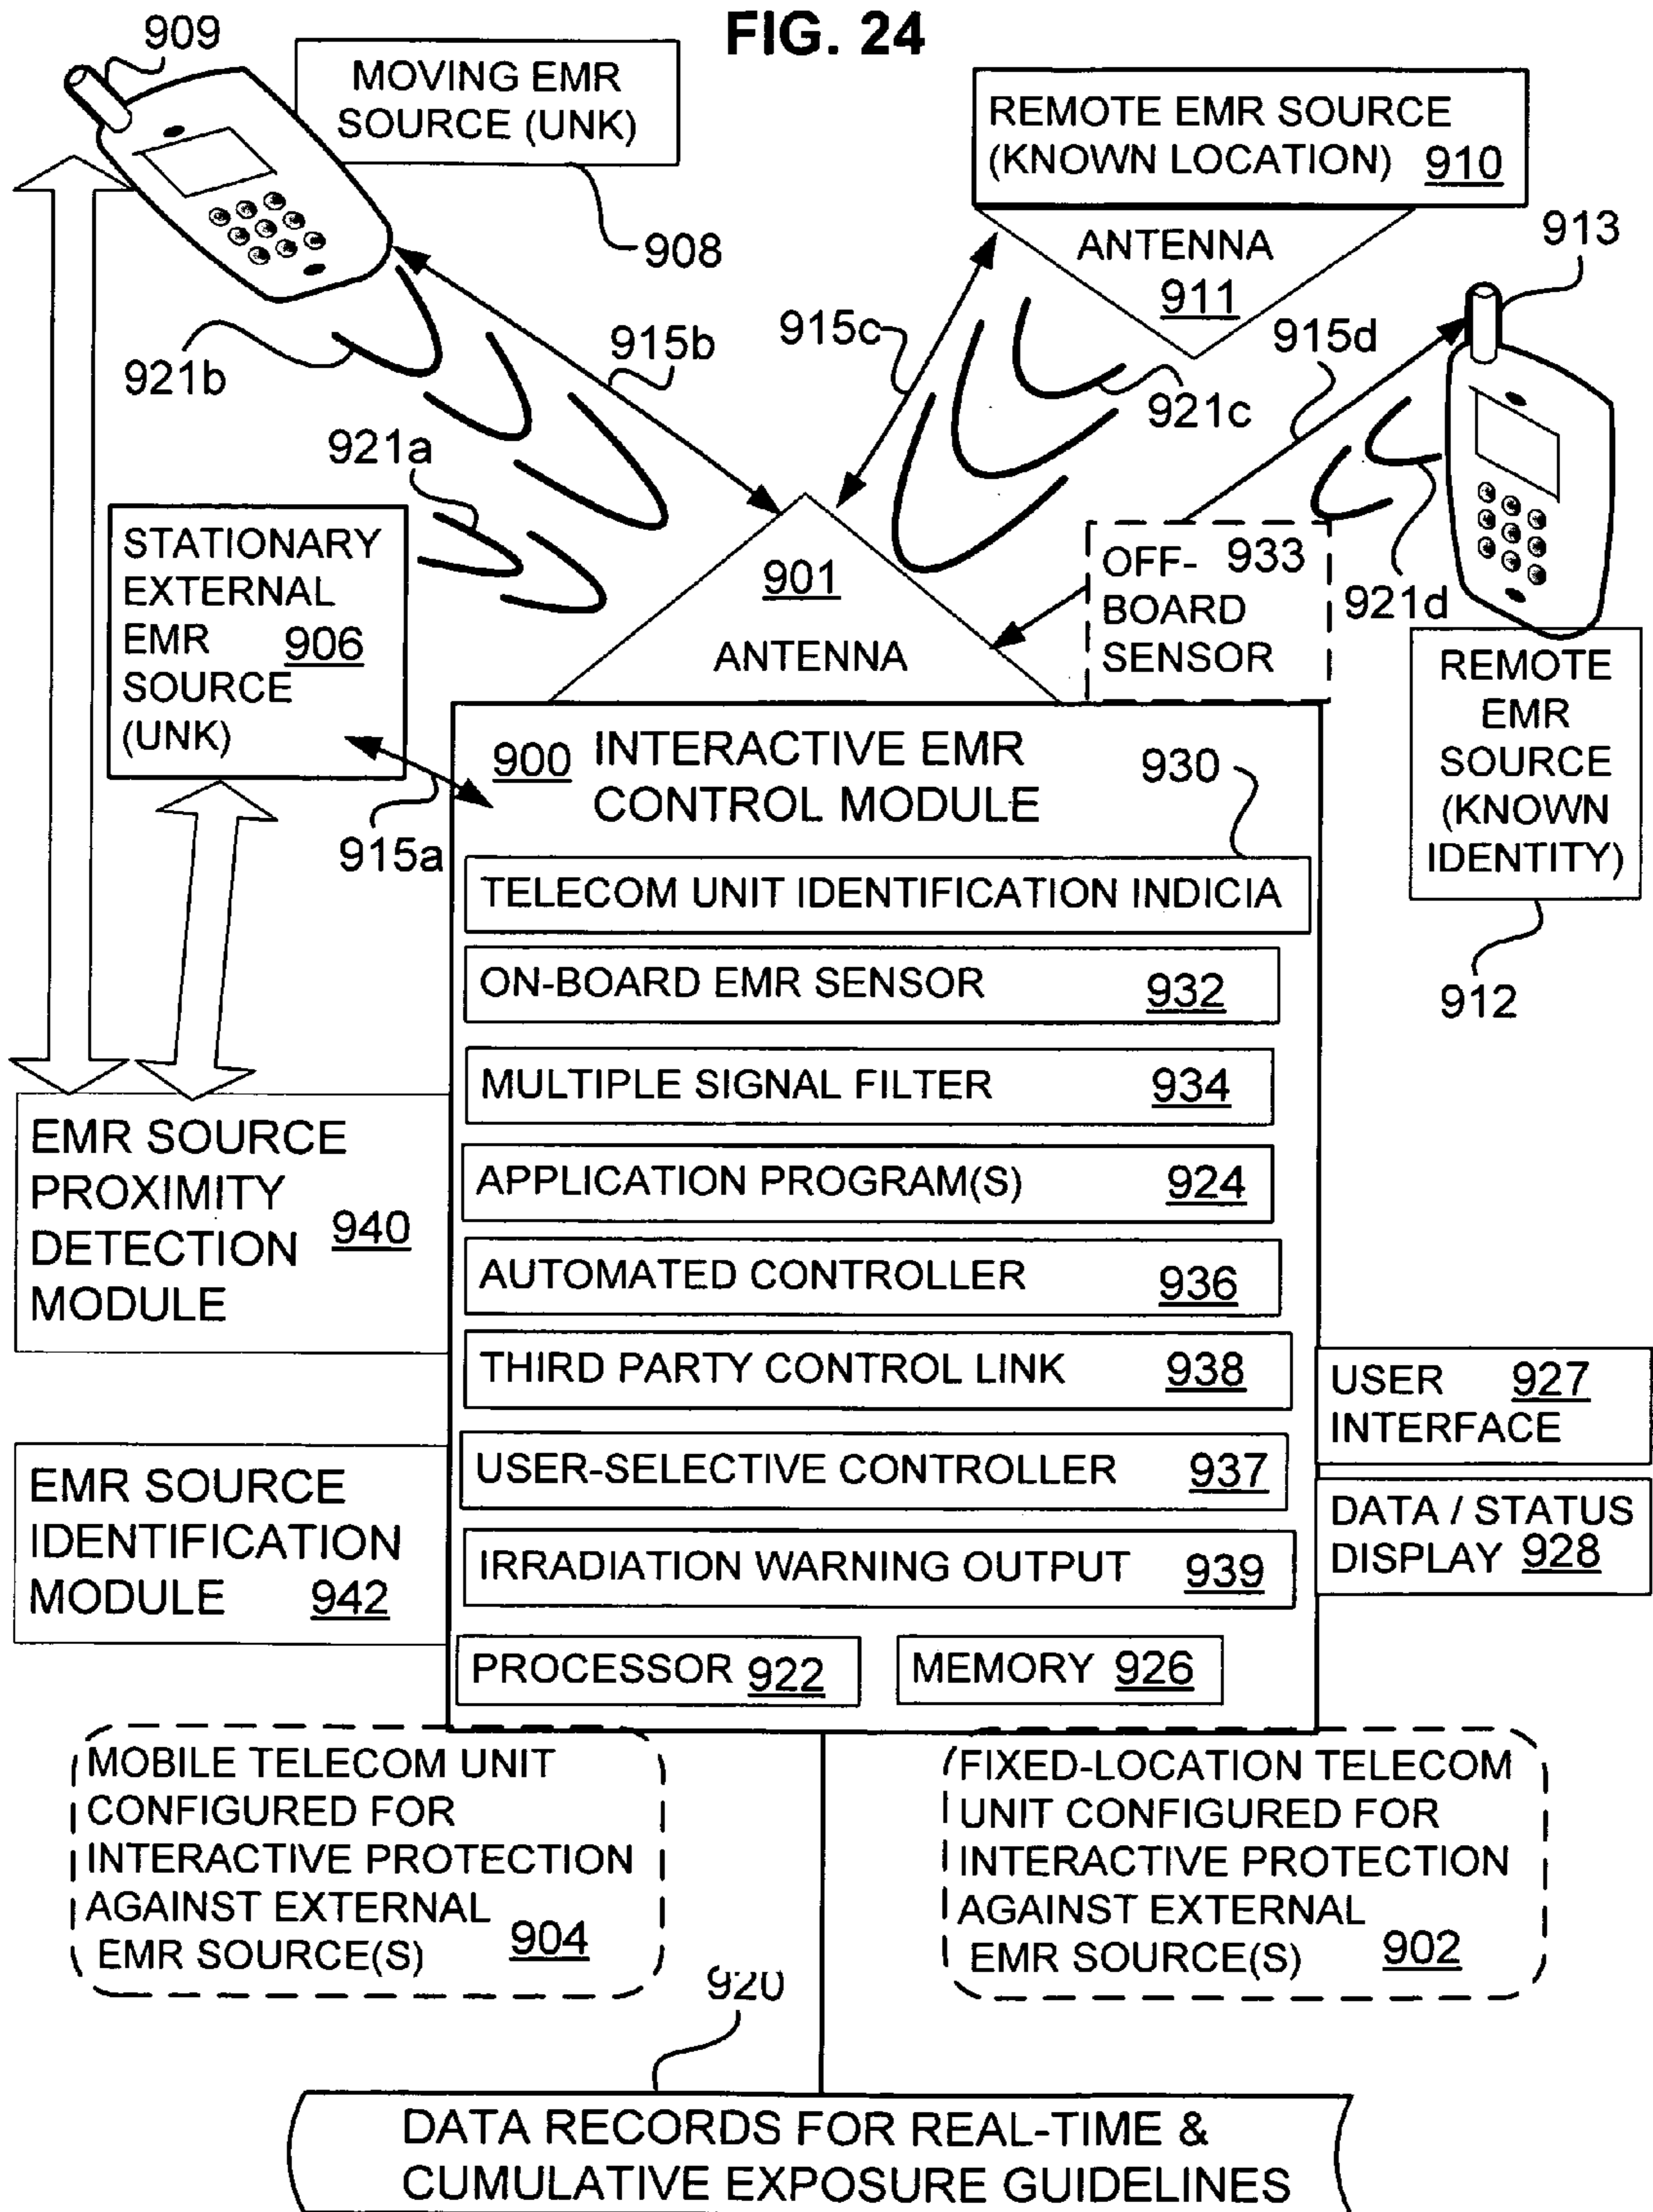 FIG. 24
909
MOVING EMR
SOURCE (UNK)
908
REMOTE EMR SOURCE
(KNOWN LOCATION) 910
ANTENNA
911
913
921b
915b
915c
915d
921c
921a
921d
STATIONARY
EXTERNAL
EMR 906
SOURCE
(UNK)
901
ANTENNA
OFF- 933
BOARD
SENSOR
REMOTE
EMR
SOURCE
(KNOWN
IDENTITY)
912
915a
900 INTERACTIVE EMR
CONTROL MODULE
930
TELECOM UNIT IDENTIFICATION INDICIA
ON-BOARD EMR SENSOR 932
MULTIPLE SIGNAL FILTER 934
APPLICATION PROGRAM(S) 924
AUTOMATED CONTROLLER 936
THIRD PARTY CONTROL LINK 938
USER-SELECTIVE CONTROLLER 937
IRRADIATION WARNING OUTPUT 939
PROCESSOR 922
MEMORY 926
EMR SOURCE
PROXIMITY
DETECTION 940
MODULE
EMR SOURCE
IDENTIFICATION
MODULE 942
USER 927
INTERFACE
DATA / STATUS
DISPLAY 928
MOBILE TELECOM UNIT
CONFIGURED FOR
INTERACTIVE PROTECTION
AGAINST EXTERNAL
EMR SOURCE(S) 904
FIXED-LOCATION TELECOM
UNIT CONFIGURED FOR
INTERACTIVE PROTECTION
AGAINST EXTERNAL
EMR SOURCE(S) 902
920
DATA RECORDS FOR REAL-TIME &
CUMULATIVE EXPOSURE GUIDELINES